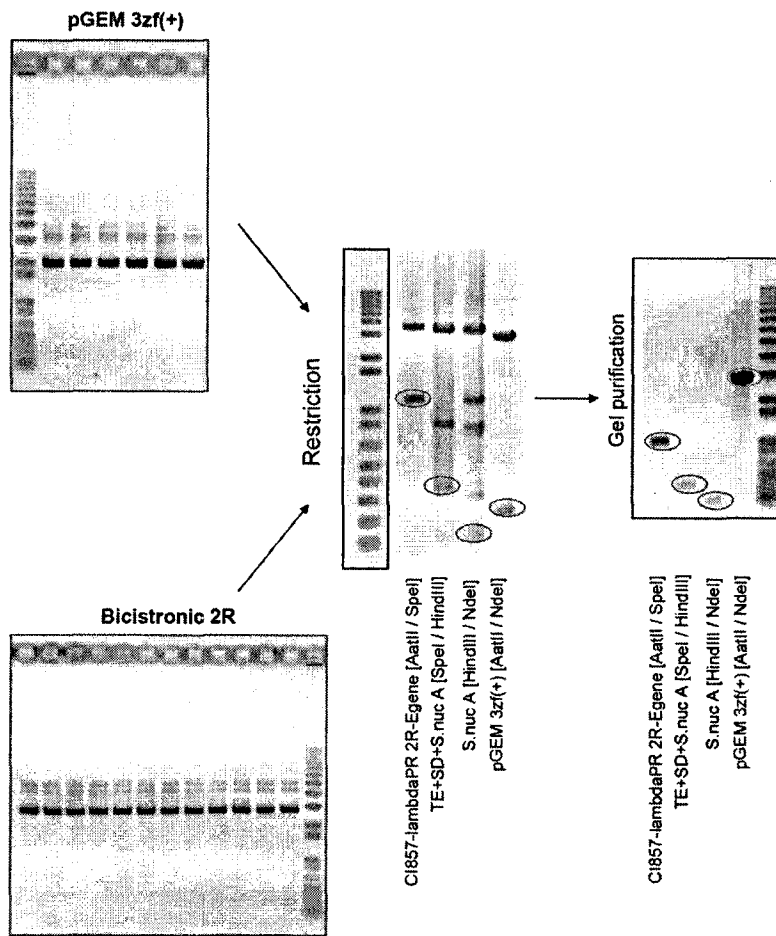 pGEM 3zf(+)
Restriction
Gel purification
Bicistronic 2R
CI857-lambdaPR 2R-Egene [AatII / SpeI]
TE+SD+S.nuc A [SpeI / HindIII]
S.nuc A [HindIII / NdeI]
pGEM 3zf(+) [AatII / NdeI]
CI857-lambdaPR 2R-Egene [AatII / SpeI]
TE+SD+S.nuc A [SpeI / HindIII]
S.nuc A [HindIII / NdeI]
pGEM 3zf(+) [AatII / NdeI]